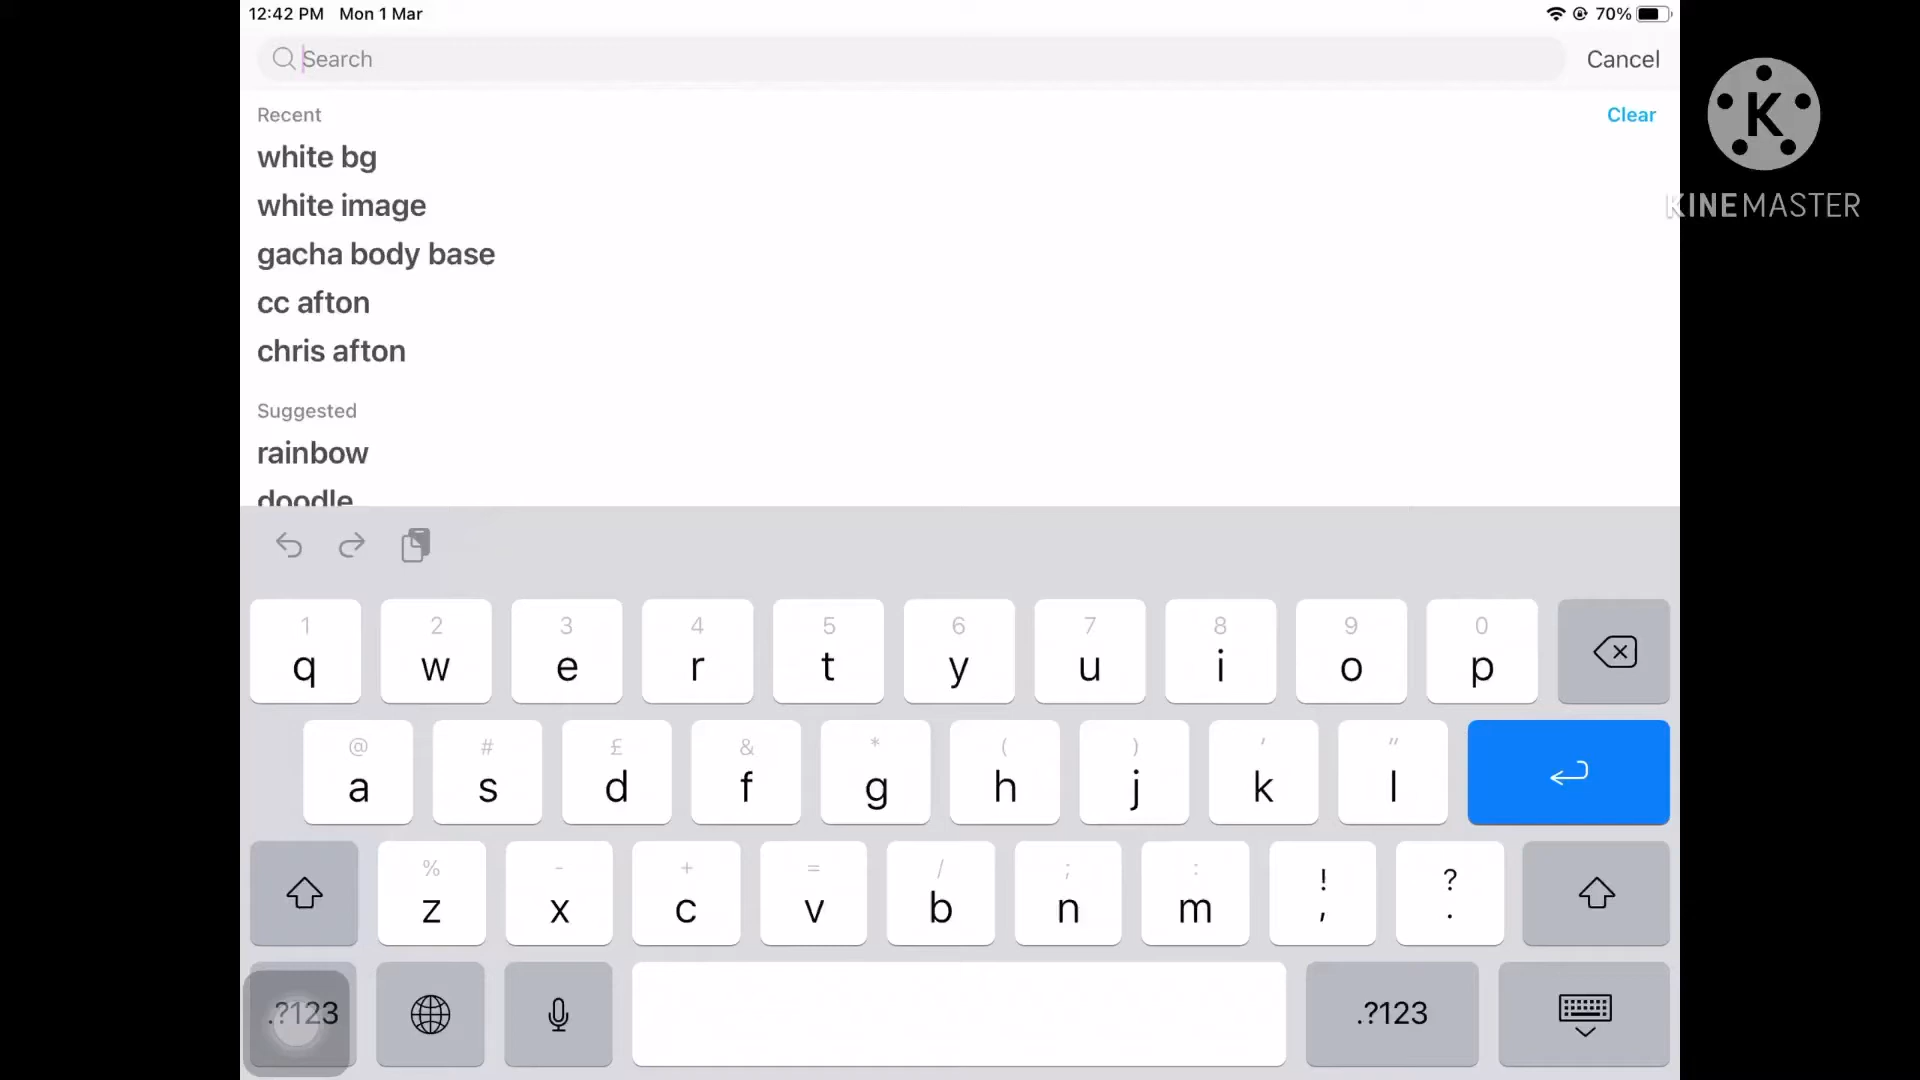 12:42 PM Mon 1 Mar 70%
Search Cancel
Recent Clear
white bg
white image
gacha body base
cc afton
chris afton
Suggested
rainbow
doodle
K
KINEMASTER
1 2 3 4 5 6 7 8 9 0
q w e r t y u i o p
@ # £ & * ( ) ' "
a s d f g h j k l
% - + = / ; : ! ?
z x c v b n m , .
.?123 .?123